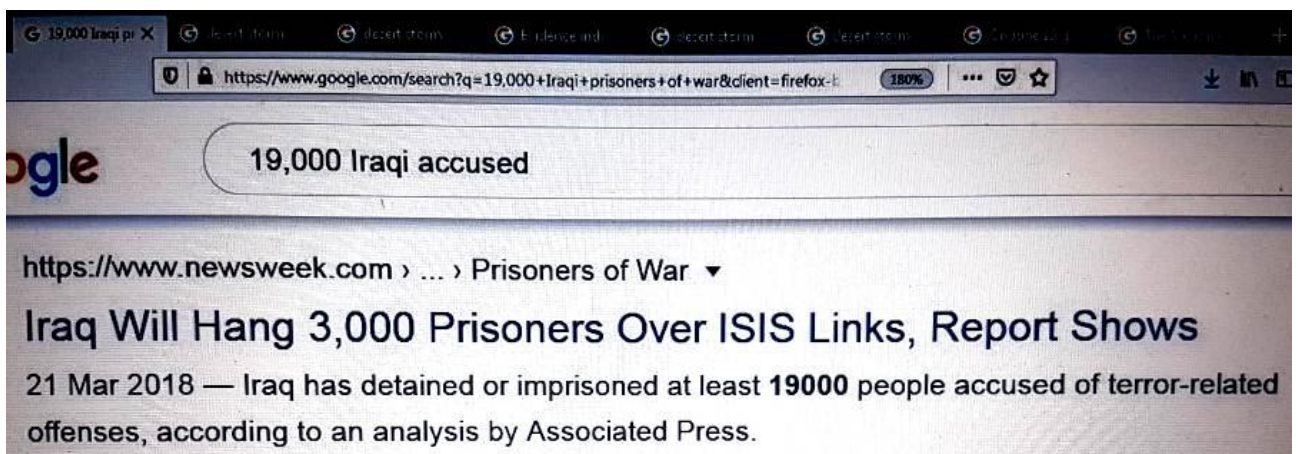 19,000 Iraqi pr
https://www.google.com/search?q=19,000+Iraqi+prisoners+of+war&client=firefox-b 180%
ogle 19,000 Iraqi accused
https://www.newsweek.com › ... › Prisoners of War
Iraq Will Hang 3,000 Prisoners Over ISIS Links, Report Shows
21 Mar 2018 — Iraq has detained or imprisoned at least 19000 people accused of terror-related
offenses, according to an analysis by Associated Press.